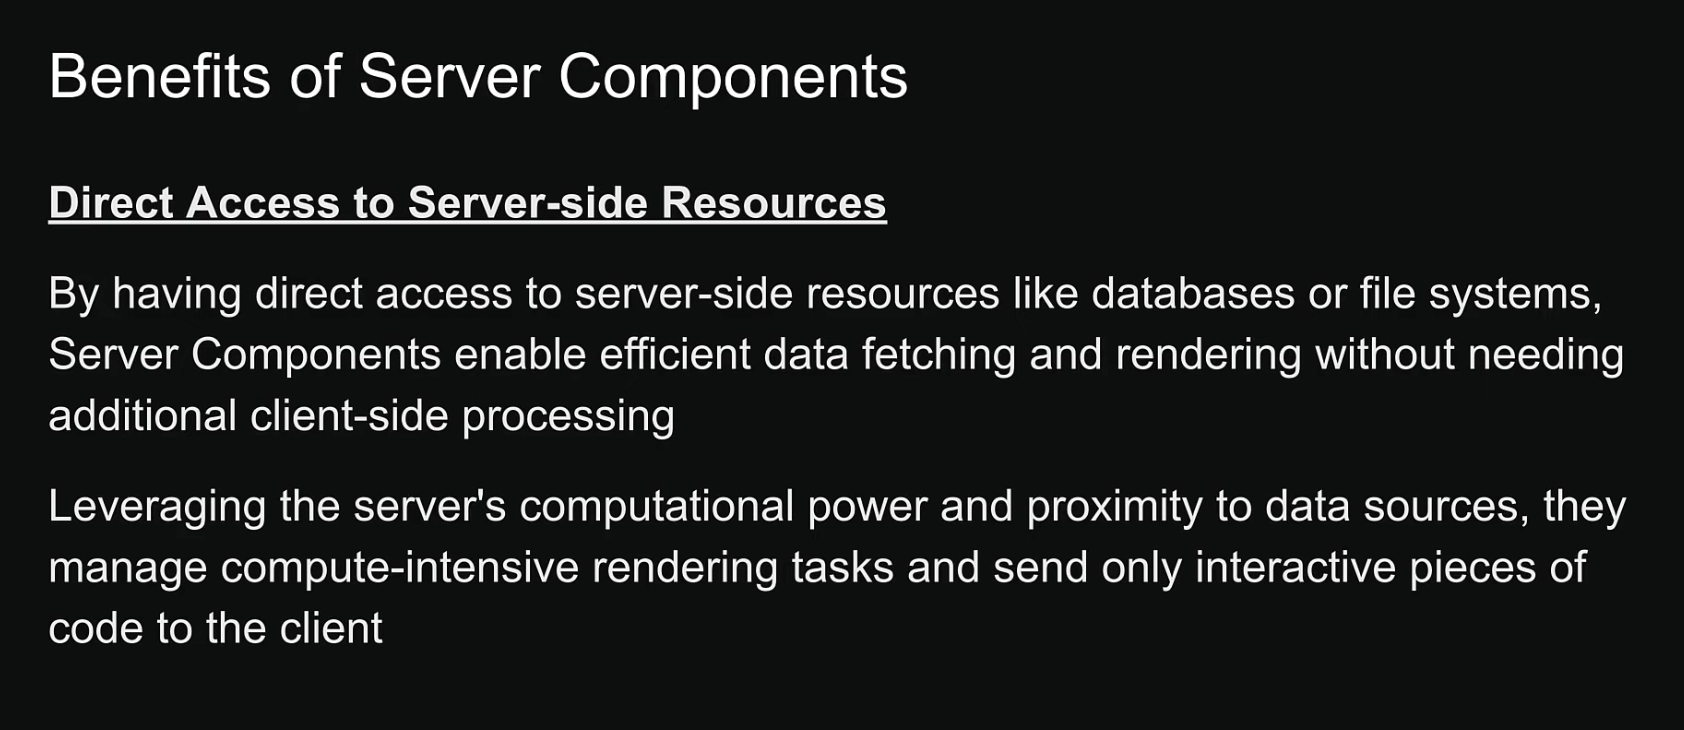 Benefits of Server Components
Direct Access to Server-side Resources
By having direct access to server-side resources like databases or file systems,
Server Components enable efficient data fetching and rendering without needing
additional client-side processing
Leveraging the server's computational power and proximity to data sources, they
manage compute-intensive rendering tasks and send only interactive pieces of
code to the client